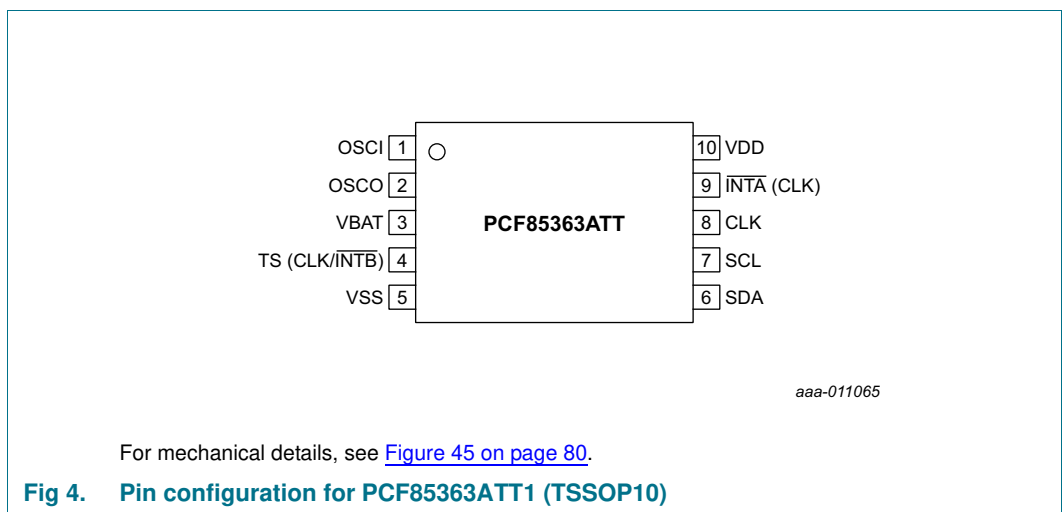 OSCI 1 10 VDD
OSCO 2 9 INTA (CLK)
VBAT 3 PCF85363ATT 8 CLK
TS (CLK/INTB) 4 7 SCL
VSS 5 6 SDA
aaa-011065
For mechanical details, see Figure 45 on page 80.
Fig 4. Pin configuration for PCF85363ATT1 (TSSOP10)